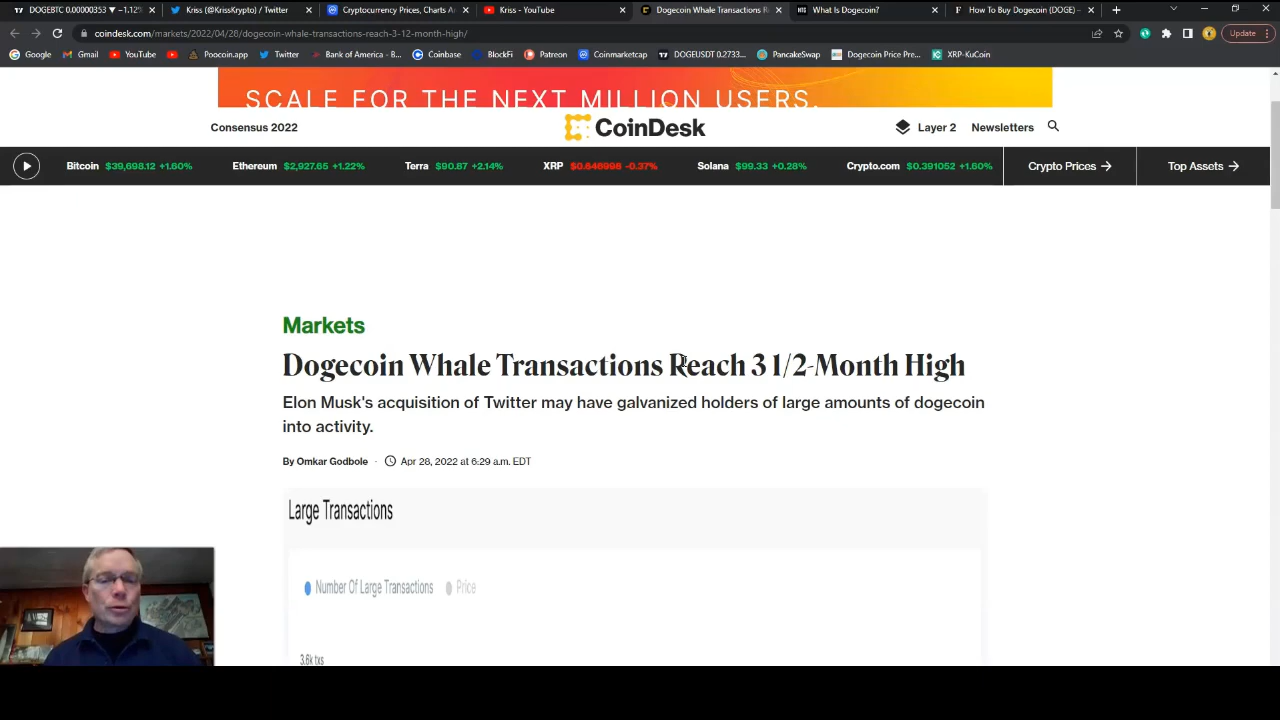 DOGEBTC 0.00000353 ▼ −1.12%
Kriss (@KrissKrypto) / Twitter
Cryptocurrency Prices, Charts A
Kriss - YouTube
Dogecoin Whale Transactions R
What Is Dogecoin?
How To Buy Dogecoin (DOGE) –
coindesk.com/markets/2022/04/28/dogecoin-whale-transactions-reach-3-12-month-high/
Update
Google
Gmail
YouTube
Poocoin.app
Twitter
Bank of America - B...
Coinbase
BlockFi
Patreon
Coinmarketcap
DOGEUSDT 0.2733...
PancakeSwap
Dogecoin Price Pre...
XRP-KuCoin
SCALE FOR THE NEXT MILLION USERS.
Consensus 2022
CoinDesk
Layer 2
Newsletters
Bitcoin $39,698.12 +1.60%
Ethereum $2,927.65 +1.22%
Terra $90.87 +2.14%
XRP $0.646998 -0.37%
Solana $99.33 +0.28%
Crypto.com $0.391052 +1.60%
Crypto Prices →
Top Assets →
Markets
Dogecoin Whale Transactions Reach 3 1/2-Month High
Elon Musk's acquisition of Twitter may have galvanized holders of large amounts of dogecoin
into activity.
By Omkar Godbole · Apr 28, 2022 at 6:29 a.m. EDT
Large Transactions
Number Of Large Transactions
Price
3.6k txs